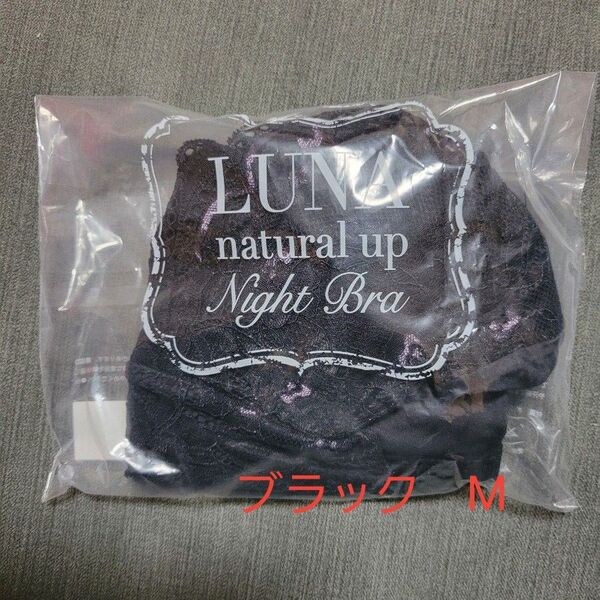 LUNA
natural up
Night Bra
ブラック M